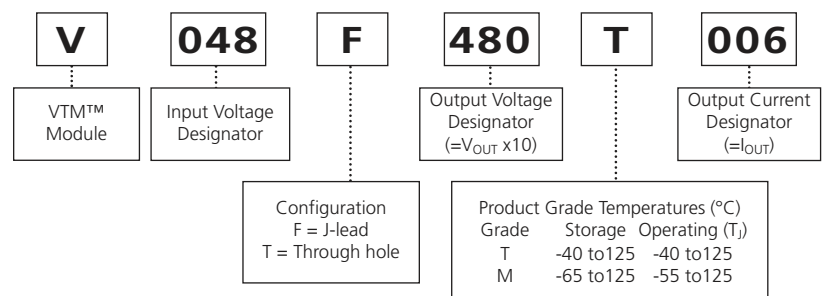 V 048 F 480 T 006
VTM™
Module
Input Voltage
Designator
Output Voltage
Designator
(=VOUT x10)
Output Current
Designator
(=IOUT)
Configuration
F = J-lead
T = Through hole
Product Grade Temperatures (°C)
Grade Storage Operating (TJ)
T -40 to125 -40 to125
M -65 to125 -55 to125